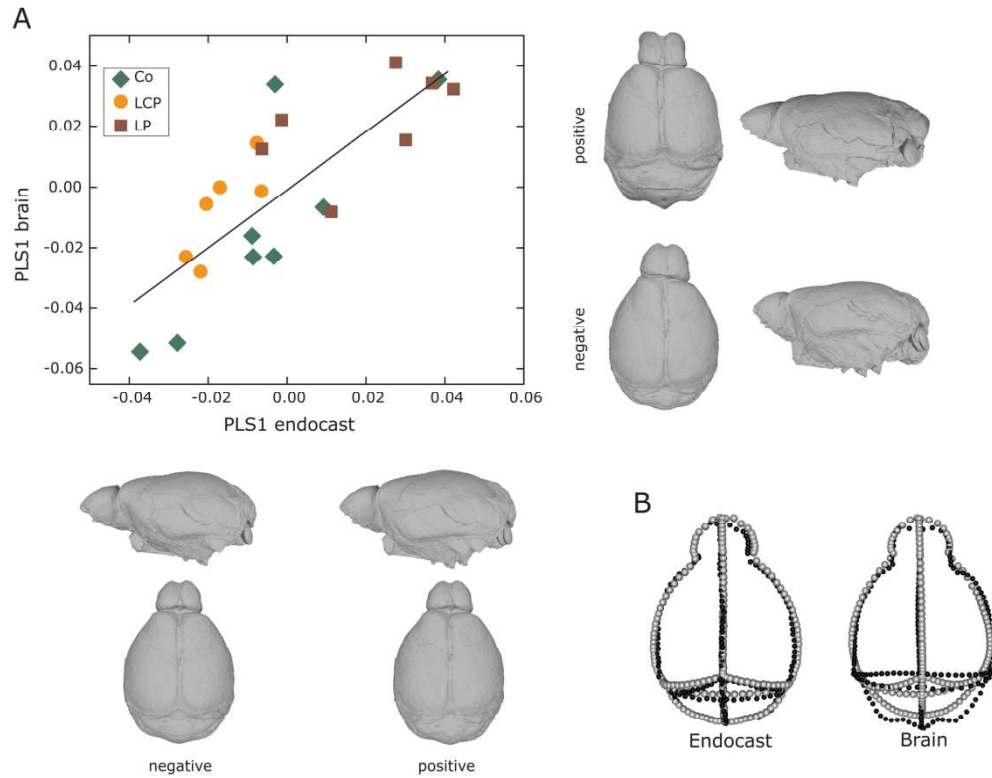 A
0.04
0.02
0.00
-0.02
-0.04
-0.06
PLS1 brain
Co
LCP
LP
-0.04 -0.02 0.00 0.02 0.04 0.06
PLS1 endocast
positive
negative
negative positive
B
Endocast Brain